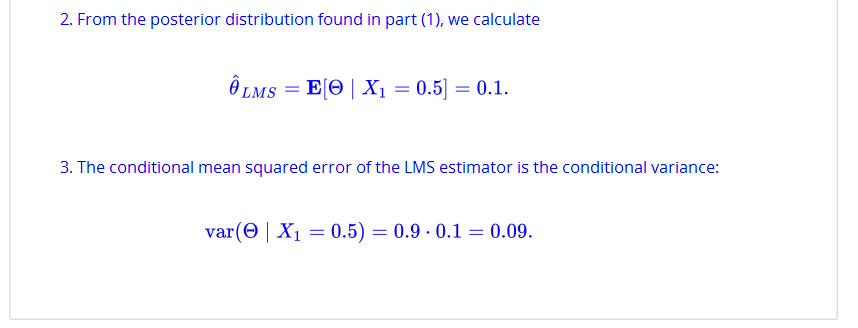 2. From the posterior distribution found in part (1), we calculate
θ̂_LMS = E[Θ | X₁ = 0.5] = 0.1.
3. The conditional mean squared error of the LMS estimator is the conditional variance:
var(Θ | X₁ = 0.5) = 0.9 · 0.1 = 0.09.